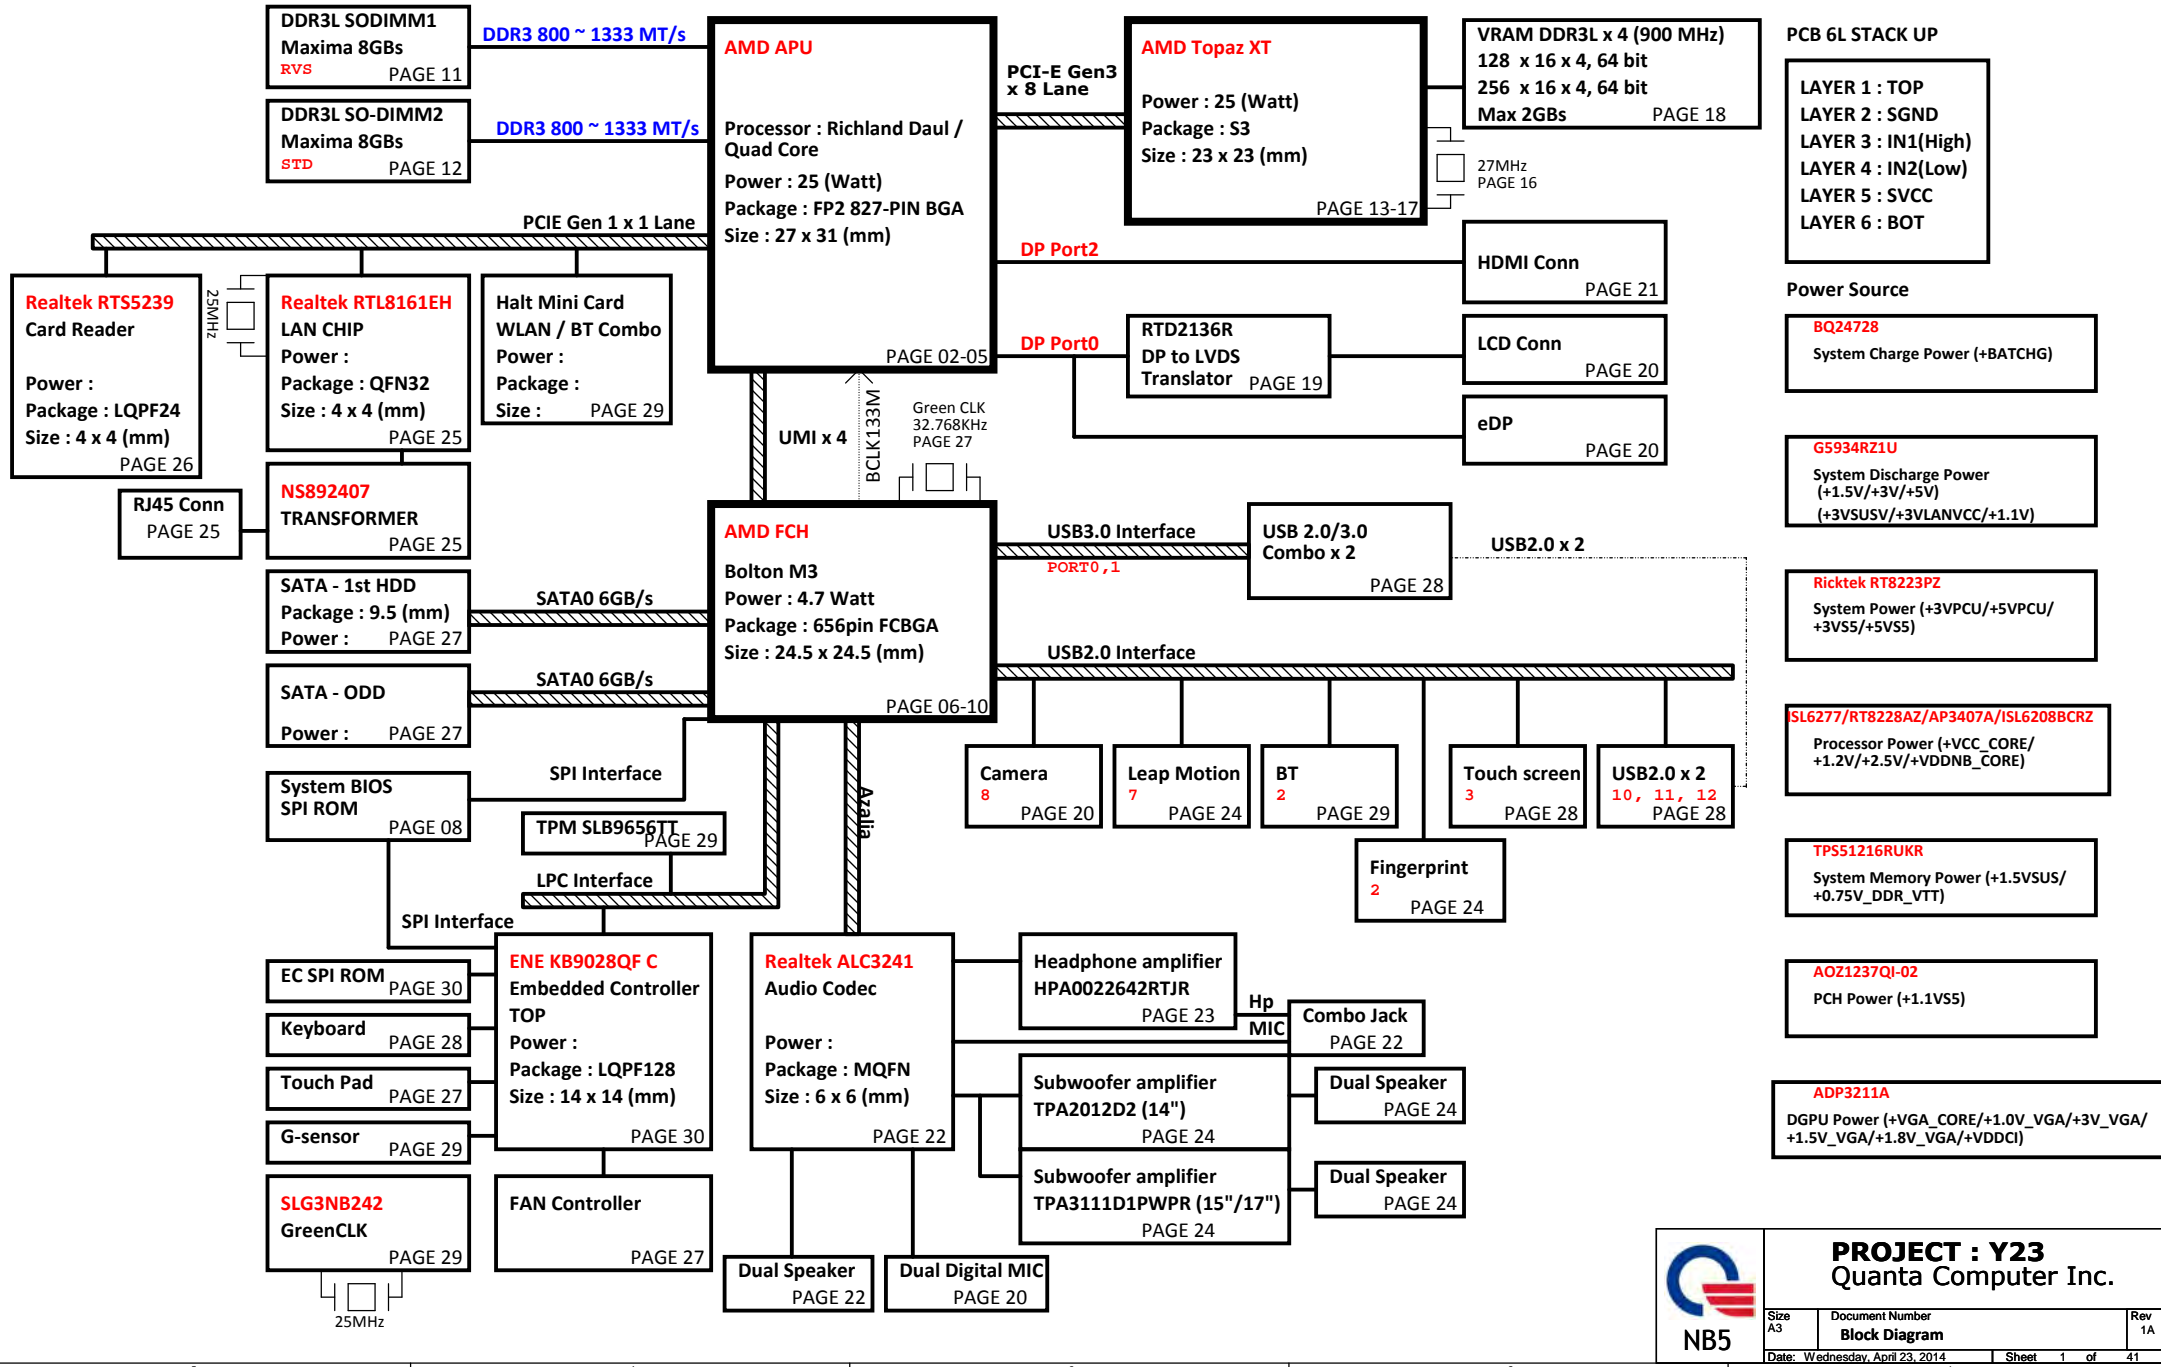 DDR3L SODIMM1
Maxima 8GBs
RVS
PAGE 11
DDR3 800 ~ 1333 MT/s
DDR3L SO-DIMM2
Maxima 8GBs
STD
PAGE 12
DDR3 800 ~ 1333 MT/s
AMD APU
Processor : Richland Daul /
Quad Core
Power : 25 (Watt)
Package : FP2 827-PIN BGA
Size : 27 x 31 (mm)
PAGE 02-05
PCI-E Gen3
x 8 Lane
AMD Topaz XT
Power : 25 (Watt)
Package : S3
Size : 23 x 23 (mm)
PAGE 13-17
VRAM DDR3L x 4 (900 MHz)
128 x 16 x 4, 64 bit
256 x 16 x 4, 64 bit
Max 2GBs
PAGE 18
27MHz
PAGE 16
PCB 6L STACK UP
LAYER 1 : TOP
LAYER 2 : SGND
LAYER 3 : IN1(High)
LAYER 4 : IN2(Low)
LAYER 5 : SVCC
LAYER 6 : BOT
PCIE Gen 1 x 1 Lane
Realtek RTS5239
Card Reader
Power :
Package : LQPF24
Size : 4 x 4 (mm)
PAGE 26
25MHz
Realtek RTL8161EH
LAN CHIP
Power :
Package : QFN32
Size : 4 x 4 (mm)
PAGE 25
Halt Mini Card
WLAN / BT Combo
Power :
Package :
Size :
PAGE 29
DP Port2
HDMI Conn
PAGE 21
DP Port0
RTD2136R
DP to LVDS
Translator
PAGE 19
LCD Conn
PAGE 20
eDP
PAGE 20
UMI x 4
BCLK133M
Green CLK
32.768KHz
PAGE 27
RJ45 Conn
PAGE 25
NS892407
TRANSFORMER
PAGE 25
SATA - 1st HDD
Package : 9.5 (mm)
Power :
PAGE 27
SATA0 6GB/s
SATA - ODD
Power :
PAGE 27
SATA0 6GB/s
AMD FCH
Bolton M3
Power : 4.7 Watt
Package : 656pin FCBGA
Size : 24.5 x 24.5 (mm)
PAGE 06-10
USB3.0 Interface
PORT0,1
USB 2.0/3.0
Combo x 2
PAGE 28
USB2.0 x 2
USB2.0 Interface
Camera
8
PAGE 20
Leap Motion
7
PAGE 24
BT
2
PAGE 29
Touch screen
3
PAGE 28
USB2.0 x 2
10, 11, 12
PAGE 28
Fingerprint
2
PAGE 24
System BIOS
SPI ROM
PAGE 08
SPI Interface
TPM SLB9656TT
PAGE 29
LPC Interface
SPI Interface
Azalia
EC SPI ROM
PAGE 30
Keyboard
PAGE 28
Touch Pad
PAGE 27
G-sensor
PAGE 29
SLG3NB242
GreenCLK
PAGE 29
25MHz
ENE KB9028QF C
Embedded Controller
TOP
Power :
Package : LQPF128
Size : 14 x 14 (mm)
PAGE 30
FAN Controller
PAGE 27
Realtek ALC3241
Audio Codec
Power :
Package : MQFN
Size : 6 x 6 (mm)
PAGE 22
Dual Speaker
PAGE 22
Dual Digital MIC
PAGE 20
Headphone amplifier
HPA0022642RTJR
PAGE 23
Hp
MIC
Combo Jack
PAGE 22
Subwoofer amplifier
TPA2012D2 (14")
PAGE 24
Dual Speaker
PAGE 24
Subwoofer amplifier
TPA3111D1PWPR (15"/17")
PAGE 24
Dual Speaker
PAGE 24
Power Source
BQ24728
System Charge Power (+BATCHG)
G5934RZ1U
System Discharge Power
(+1.5V/+3V/+5V)
(+3VSUSV/+3VLANVCC/+1.1V)
Ricktek RT8223PZ
System Power (+3VPCU/+5VPCU/
+3VS5/+5VS5)
ISL6277/RT8228AZ/AP3407A/ISL6208BCRZ
Processor Power (+VCC_CORE/
+1.2V/+2.5V/+VDDNB_CORE)
TPS51216RUKR
System Memory Power (+1.5VSUS/
+0.75V_DDR_VTT)
AOZ1237QI-02
PCH Power (+1.1VS5)
ADP3211A
DGPU Power (+VGA_CORE/+1.0V_VGA/+3V_VGA/
+1.5V_VGA/+1.8V_VGA/+VDDCI)
NB5
PROJECT : Y23
Quanta Computer Inc.
Size
A3
Document Number
Block Diagram
Rev
1A
Date: Wednesday, April 23, 2014
Sheet 1 of 41